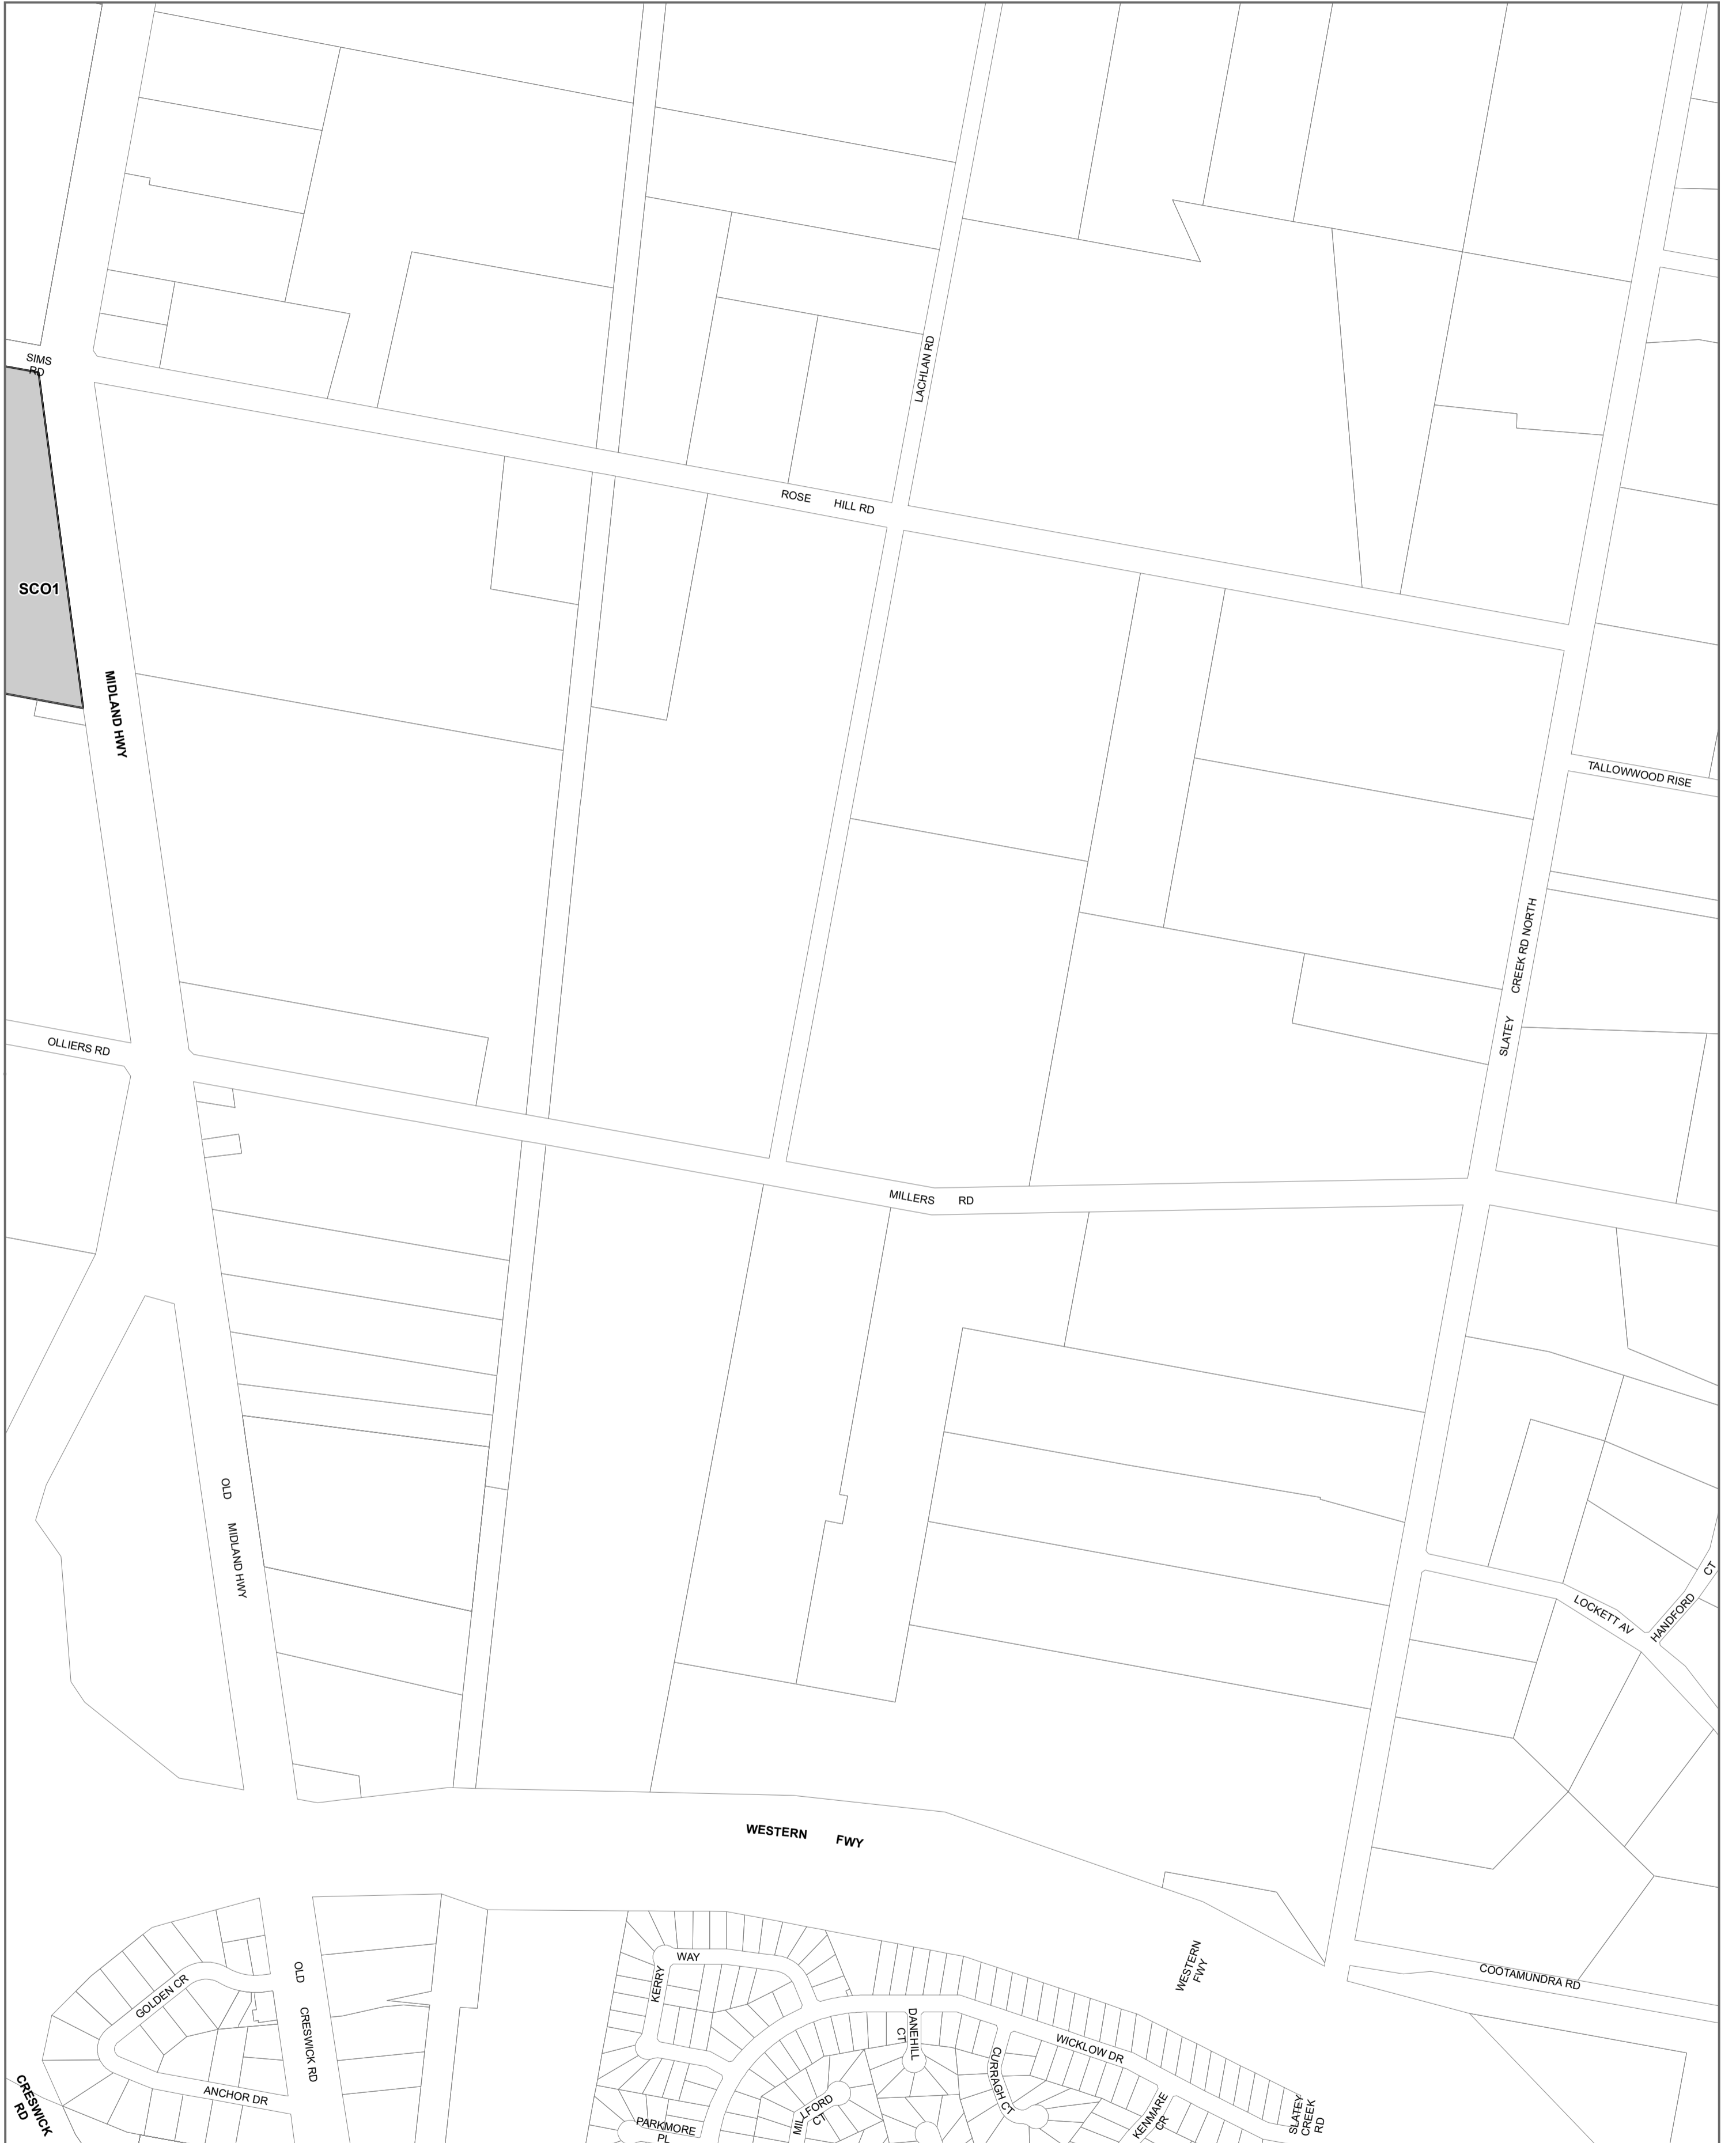 SIMS
RD
LACHLAN RD
ROSE HILL RD
SCO1
MIDLAND HWY
TALLOWWOOD RISE
SLATEY CREEK RD NORTH
OLLIERS RD
MILLERS RD
OLD MIDLAND HWY
LOCKETT AV
HANDFORD CT
WESTERN FWY
WESTERN
FWY
COOTAMUNDRA RD
GOLDEN CR
OLD CRESWICK RD
ANCHOR DR
CRESWICK
RD
KERRY WAY
DANEHILL
CT
WICKLOW DR
CURRAGH CT
MILLFORD
CT
PARKMORE
PL
KENMARE
CR
SLATEY
CREEK
RD